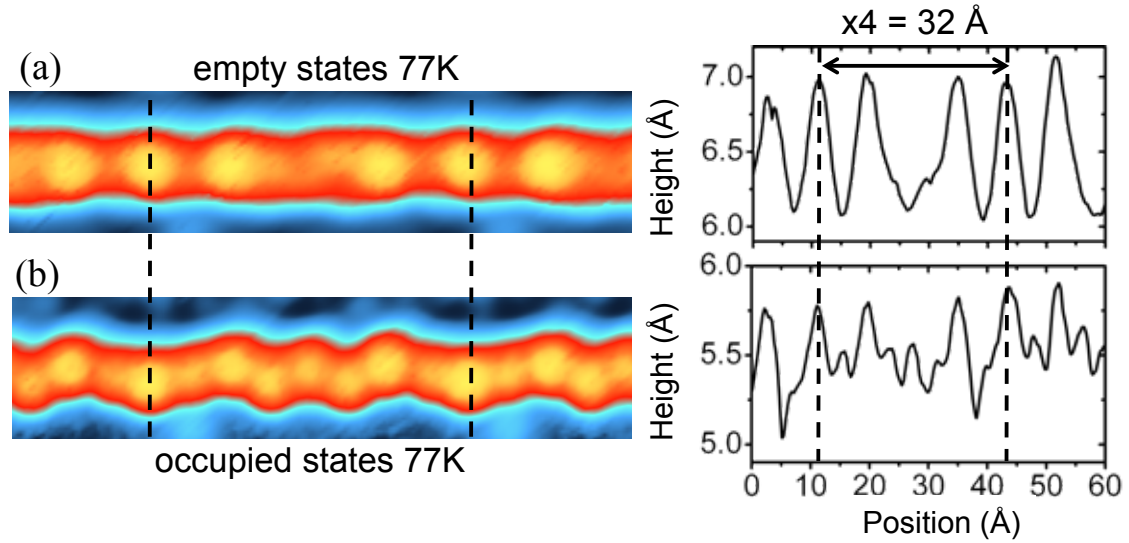 x4 = 32 Å
(a)
empty states 77K
Height (Å)
7.0
6.5
6.0
(b)
occupied states 77K
Height (Å)
6.0
5.5
5.0
0 10 20 30 40 50 60
Position (Å)